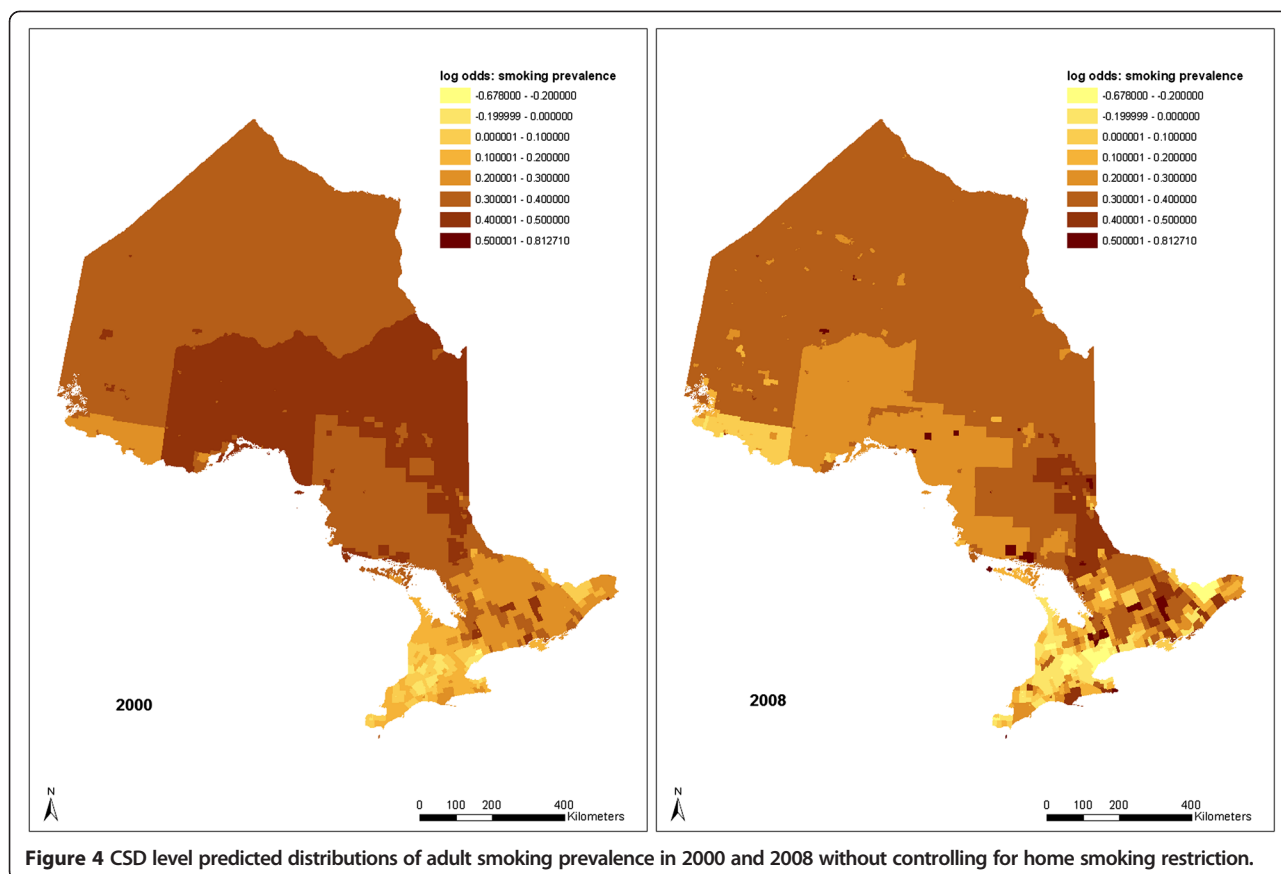 log odds: smoking prevalence
-0.678000 - -0.200000
-0.199999 - 0.000000
0.000001 - 0.100000
0.100001 - 0.200000
0.200001 - 0.300000
0.300001 - 0.400000
0.400001 - 0.500000
0.500001 - 0.812710
2000
N
0 100 200 400
Kilometers
log odds: smoking prevalence
-0.678000 - -0.200000
-0.199999 - 0.000000
0.000001 - 0.100000
0.100001 - 0.200000
0.200001 - 0.300000
0.300001 - 0.400000
0.400001 - 0.500000
0.500001 - 0.812710
2008
N
0 100 200 400
Kilometers
Figure 4 CSD level predicted distributions of adult smoking prevalence in 2000 and 2008 without controlling for home smoking restriction.